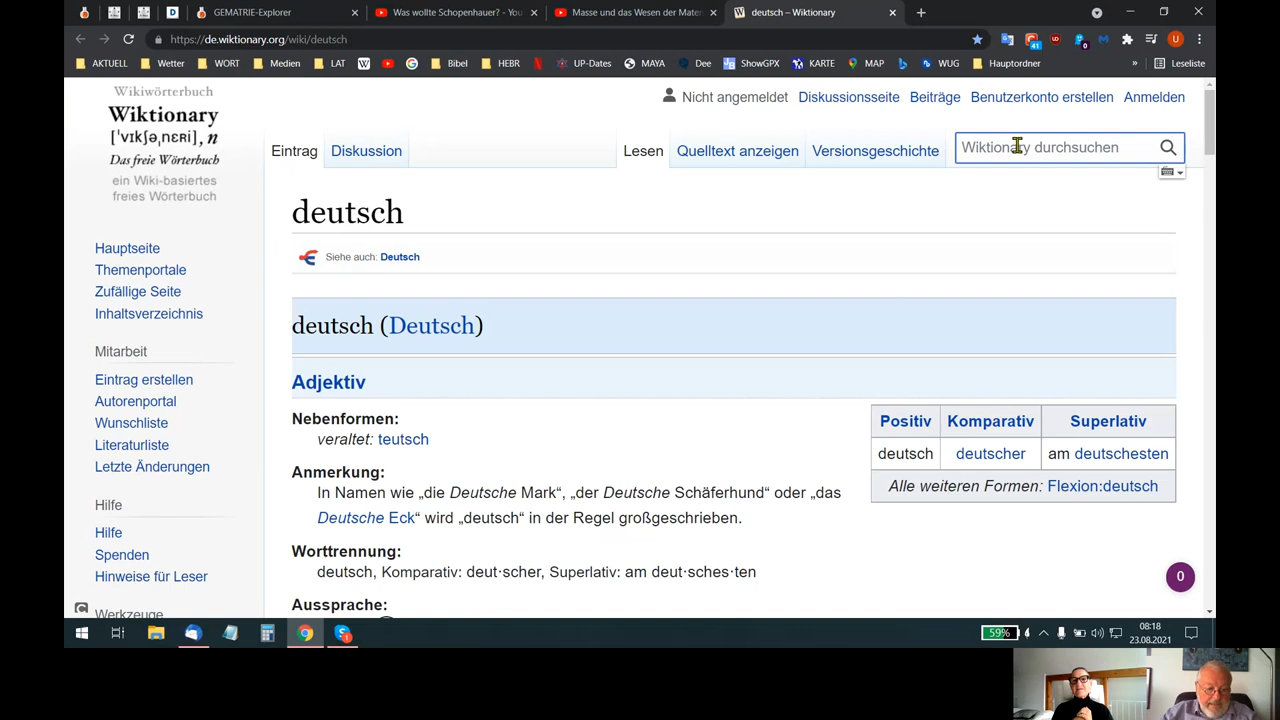 GEMATRIE-Explorer
Was wollte Schopenhauer? - You
Masse und das Wesen der Mater
deutsch – Wiktionary
https://de.wiktionary.org/wiki/deutsch
41
0
U
AKTUELL
Wetter
WORT
Medien
LAT
Bibel
HEBR
UP-Dates
MAYA
Dee
ShowGPX
KARTE
MAP
WUG
Hauptordner
»
Leseliste
Wikiwörterbuch
Wiktionary
[ˈvɪkʃəˌnɛʀi], n
Das freie Wörterbuch
ein Wiki-basiertes
freies Wörterbuch
Nicht angemeldet
Diskussionsseite
Beiträge
Benutzerkonto erstellen
Anmelden
Eintrag
Diskussion
Lesen
Quelltext anzeigen
Versionsgeschichte
Wiktionary durchsuchen
Hauptseite
Themenportale
Zufällige Seite
Inhaltsverzeichnis
Mitarbeit
Eintrag erstellen
Autorenportal
Wunschliste
Literaturliste
Letzte Änderungen
Hilfe
Hilfe
Spenden
Hinweise für Leser
Werkzeuge
deutsch
Siehe auch: Deutsch
deutsch (Deutsch)
Adjektiv
Nebenformen:
veraltet: teutsch
Anmerkung:
In Namen wie „die Deutsche Mark“, „der Deutsche Schäferhund“ oder „das
Deutsche Eck“ wird „deutsch“ in der Regel großgeschrieben.
Worttrennung:
deutsch, Komparativ: deut·scher, Superlativ: am deut·sches·ten
Aussprache:
Positiv Komparativ Superlativ
deutsch deutscher am deutschesten
Alle weiteren Formen: Flexion:deutsch
0
59%
08:18
23.08.2021